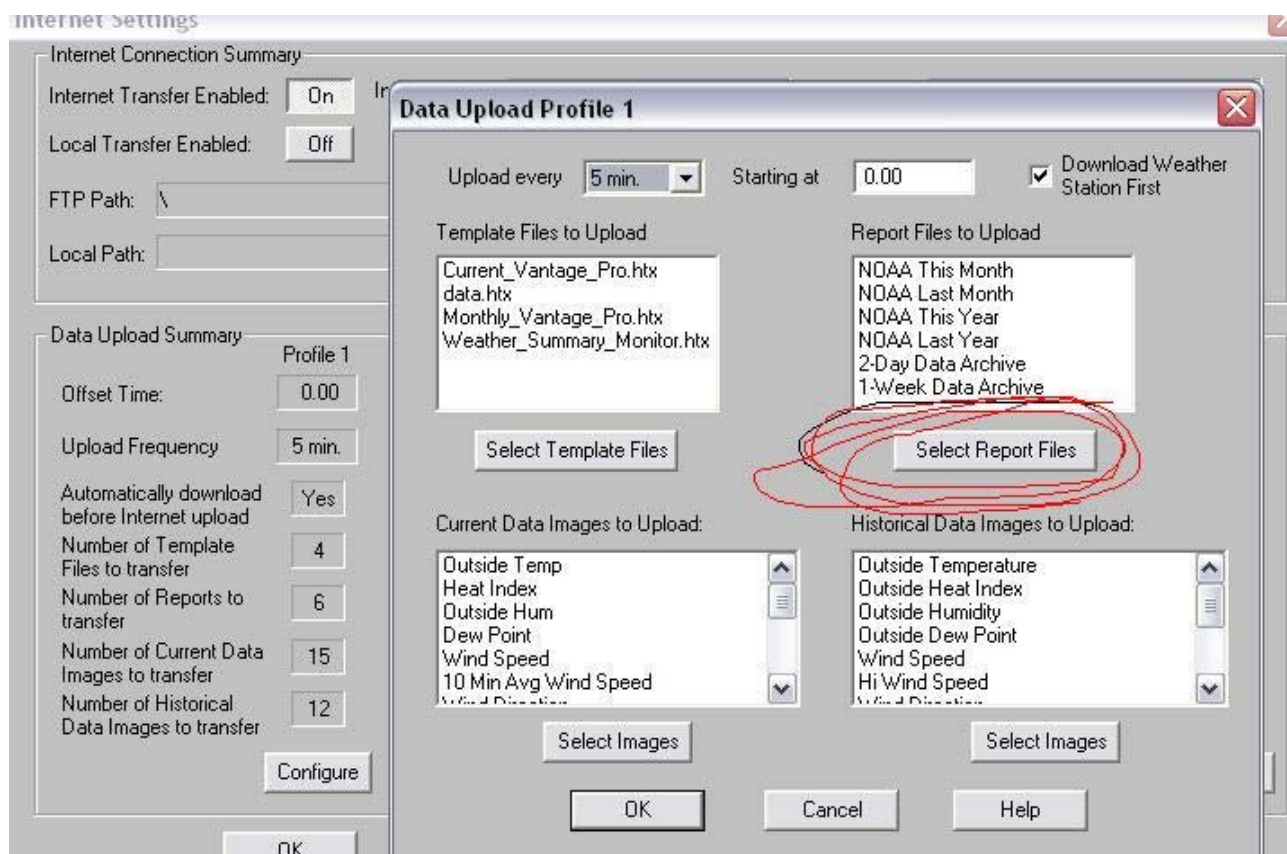 Internet Settings
Internet Connection Summary
Internet Transfer Enabled: On
Local Transfer Enabled: Off
FTP Path: \
Local Path:
Data Upload Summary
Profile 1
Offset Time: 0.00
Upload Frequency 5 min.
Automatically download
before Internet upload
Yes
Number of Template
Files to transfer
4
Number of Reports to
transfer
6
Number of Current Data
Images to transfer
15
Number of Historical
Data Images to transfer
12
Configure
OK
Data Upload Profile 1
Upload every 5 min. Starting at 0.00
Download Weather
Station First
Template Files to Upload
Current_Vantage_Pro.htx
data.htx
Monthly_Vantage_Pro.htx
Weather_Summary_Monitor.htx
Select Template Files
Report Files to Upload
NOAA This Month
NOAA Last Month
NOAA This Year
NOAA Last Year
2-Day Data Archive
1-Week Data Archive
Select Report Files
Current Data Images to Upload:
Outside Temp
Heat Index
Outside Hum
Dew Point
Wind Speed
10 Min Avg Wind Speed
Wind Direction
Select Images
Historical Data Images to Upload:
Outside Temperature
Outside Heat Index
Outside Humidity
Outside Dew Point
Wind Speed
Hi Wind Speed
Wind Direction
Select Images
OK Cancel Help